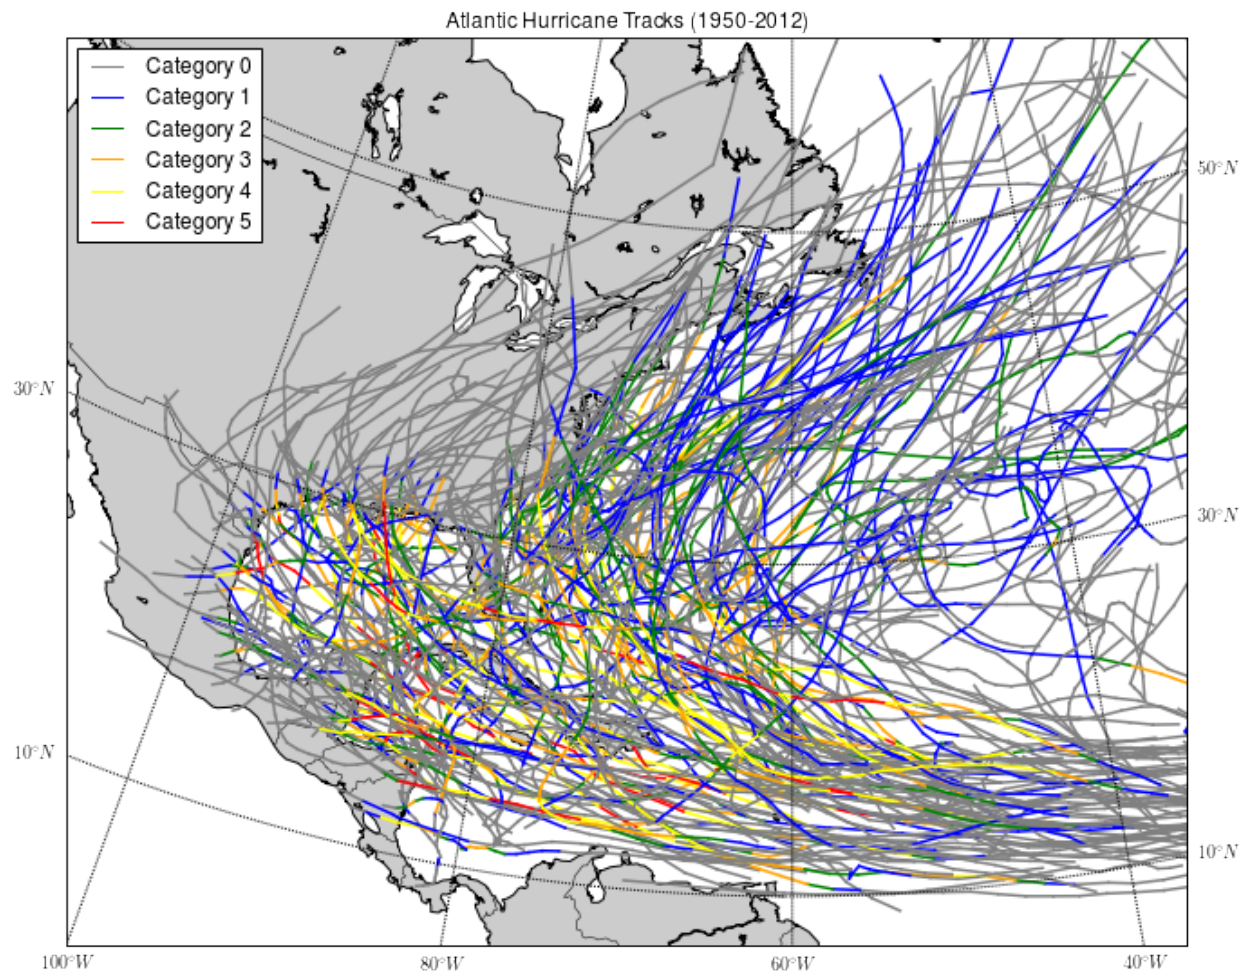 Atlantic Hurricane Tracks (1950-2012)
Category 0
Category 1
Category 2
Category 3
Category 4
Category 5
50°N
30°N
30°N
10°N
10°N
100°W
80°W
60°W
40°W